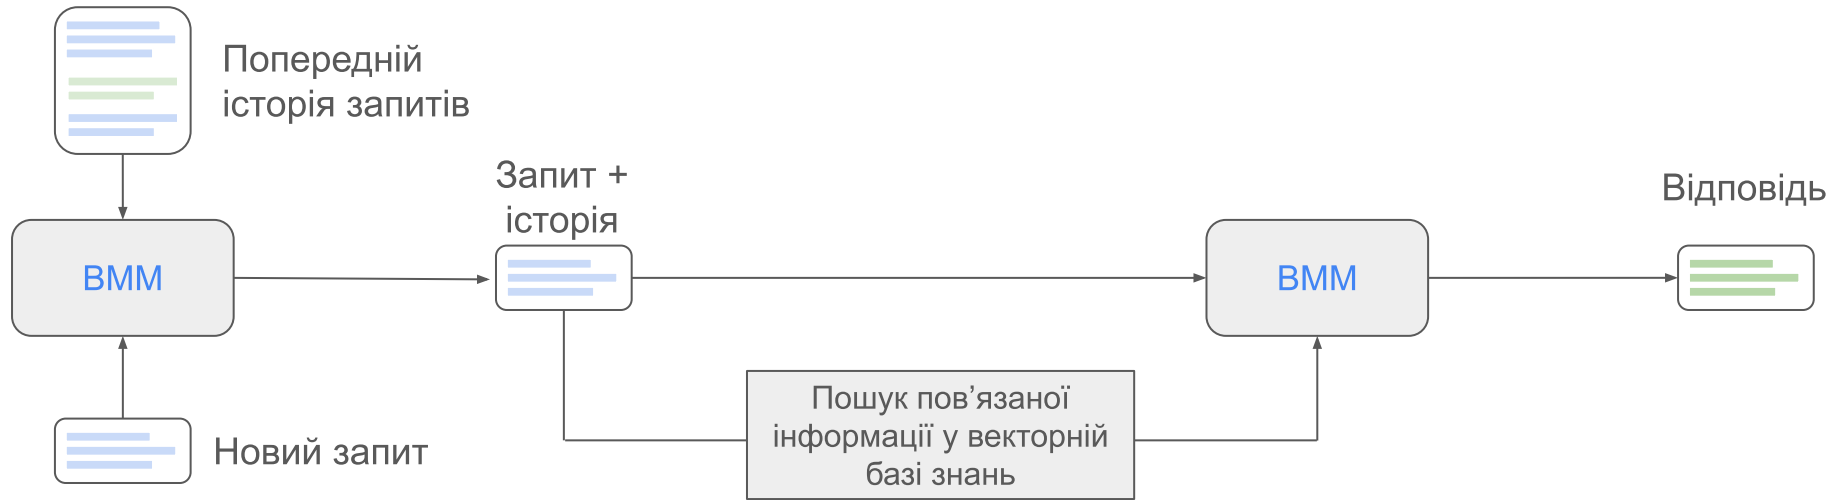 Попередній
історія запитів
ВММ
Новий запит
Запит +
історія
Пошук пов’язаної
інформації у векторній
базі знань
ВММ
Відповідь